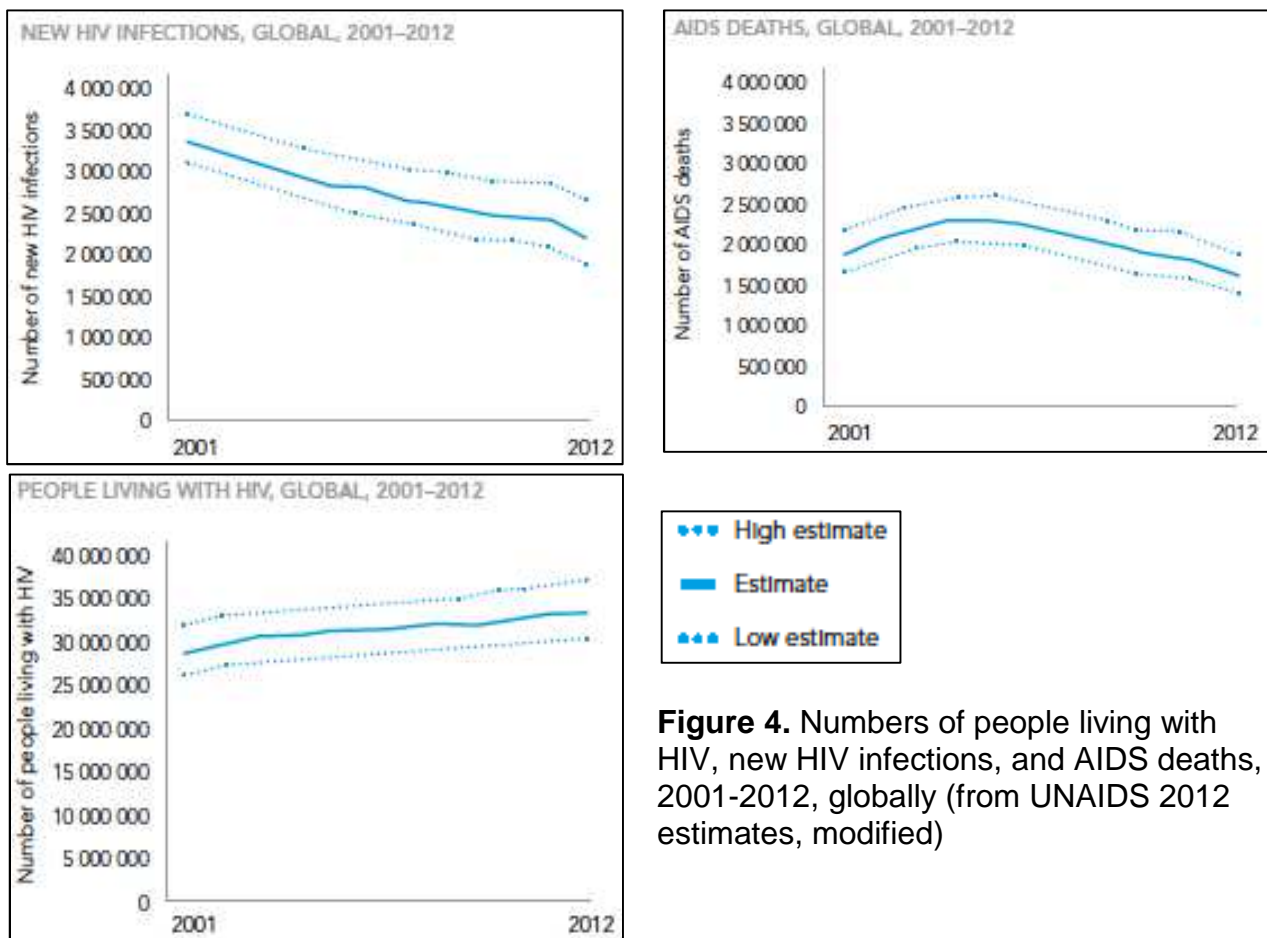 NEW HIV INFECTIONS, GLOBAL, 2001–2012
Number of new HIV infections
4 000 000
3 500 000
3 000 000
2 500 000
2 000 000
1 500 000
1 000 000
500 000
0
2001
2012
AIDS DEATHS, GLOBAL, 2001–2012
Number of AIDS deaths
4 000 000
3 500 000
3 000 000
2 500 000
2 000 000
1 500 000
1 000 000
500 000
0
2001
2012
PEOPLE LIVING WITH HIV, GLOBAL, 2001–2012
Number of people living with HIV
40 000 000
35 000 000
30 000 000
25 000 000
20 000 000
15 000 000
10 000 000
5 000 000
0
2001
2012
High estimate
Estimate
Low estimate
Figure 4. Numbers of people living with
HIV, new HIV infections, and AIDS deaths,
2001-2012, globally (from UNAIDS 2012
estimates, modified)